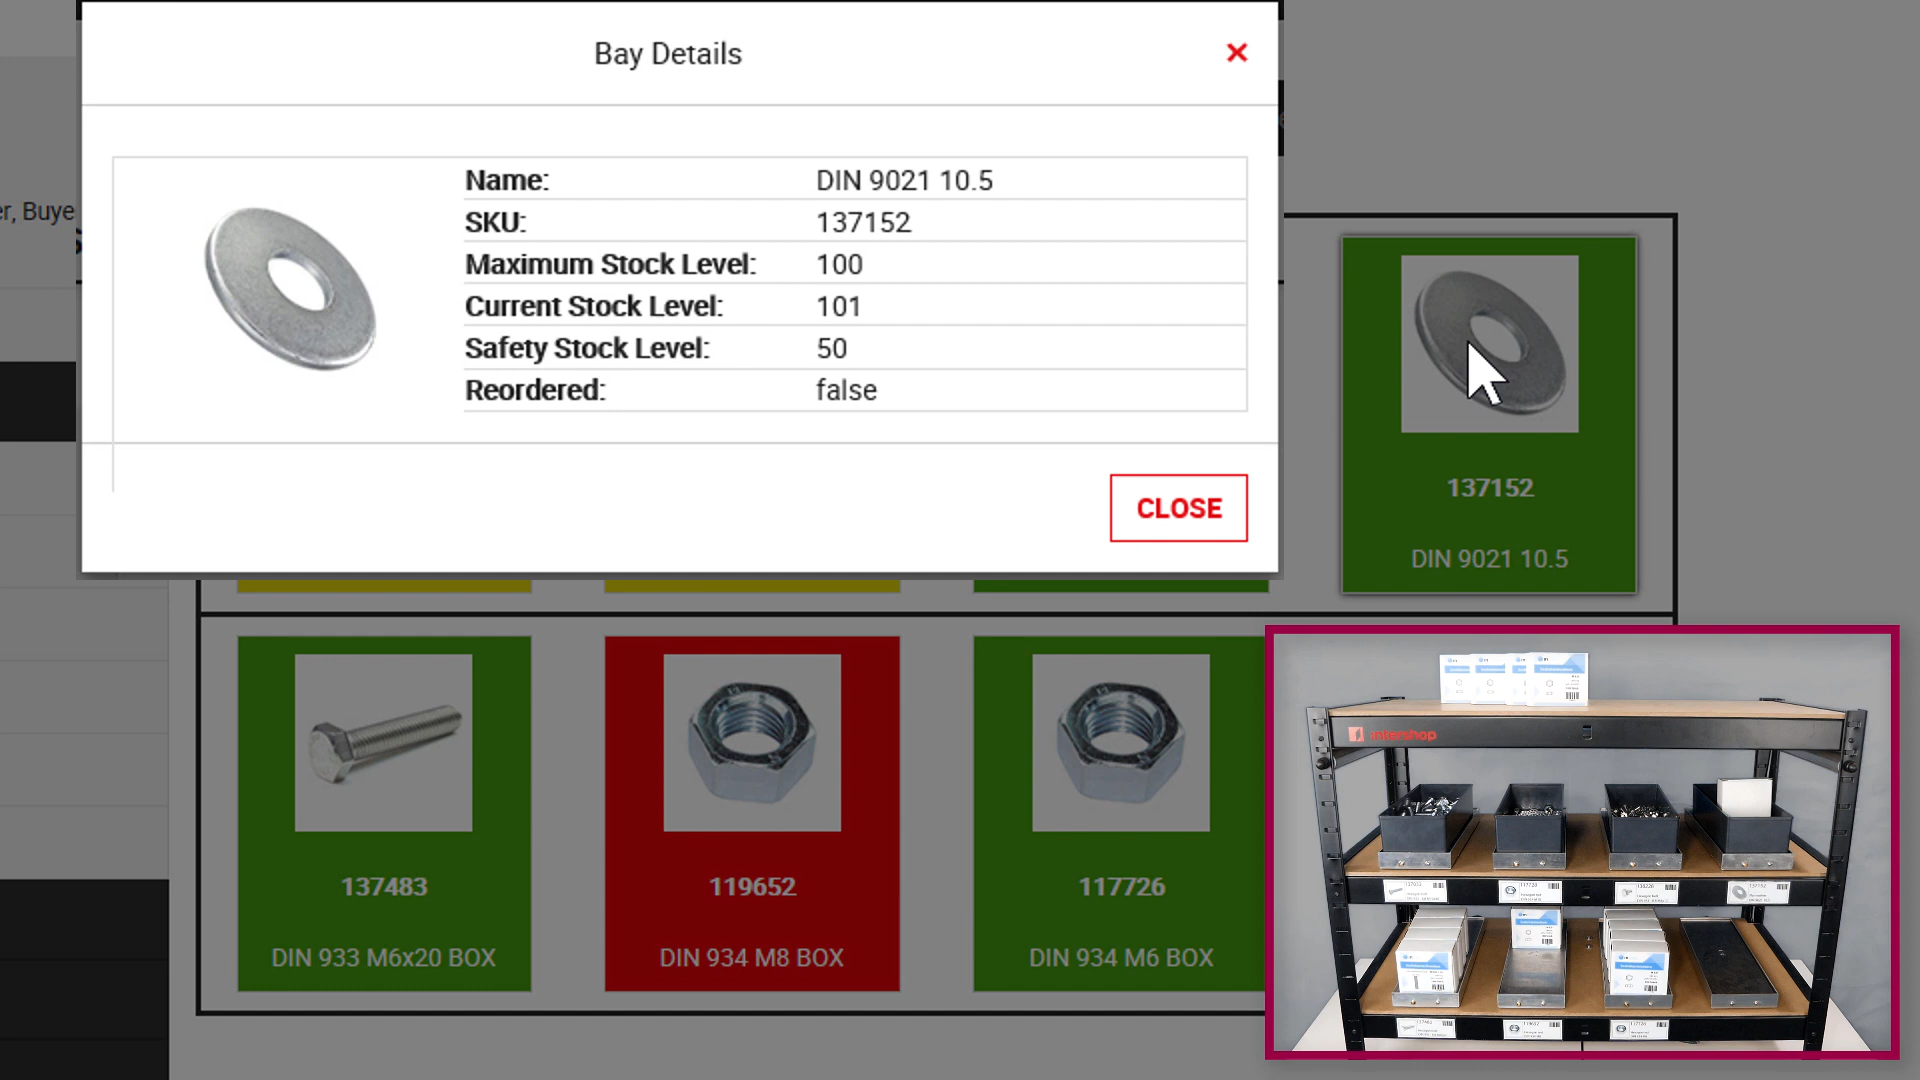 Bay Details
er, Buye
Name: DIN 9021 10.5
SKU: 137152
Maximum Stock Level: 100
Current Stock Level: 101
Safety Stock Level: 50
Reordered: false
CLOSE
137152
DIN 9021 10.5
137483
DIN 933 M6x20 BOX
119652
DIN 934 M8 BOX
117726
DIN 934 M6 BOX
intershop